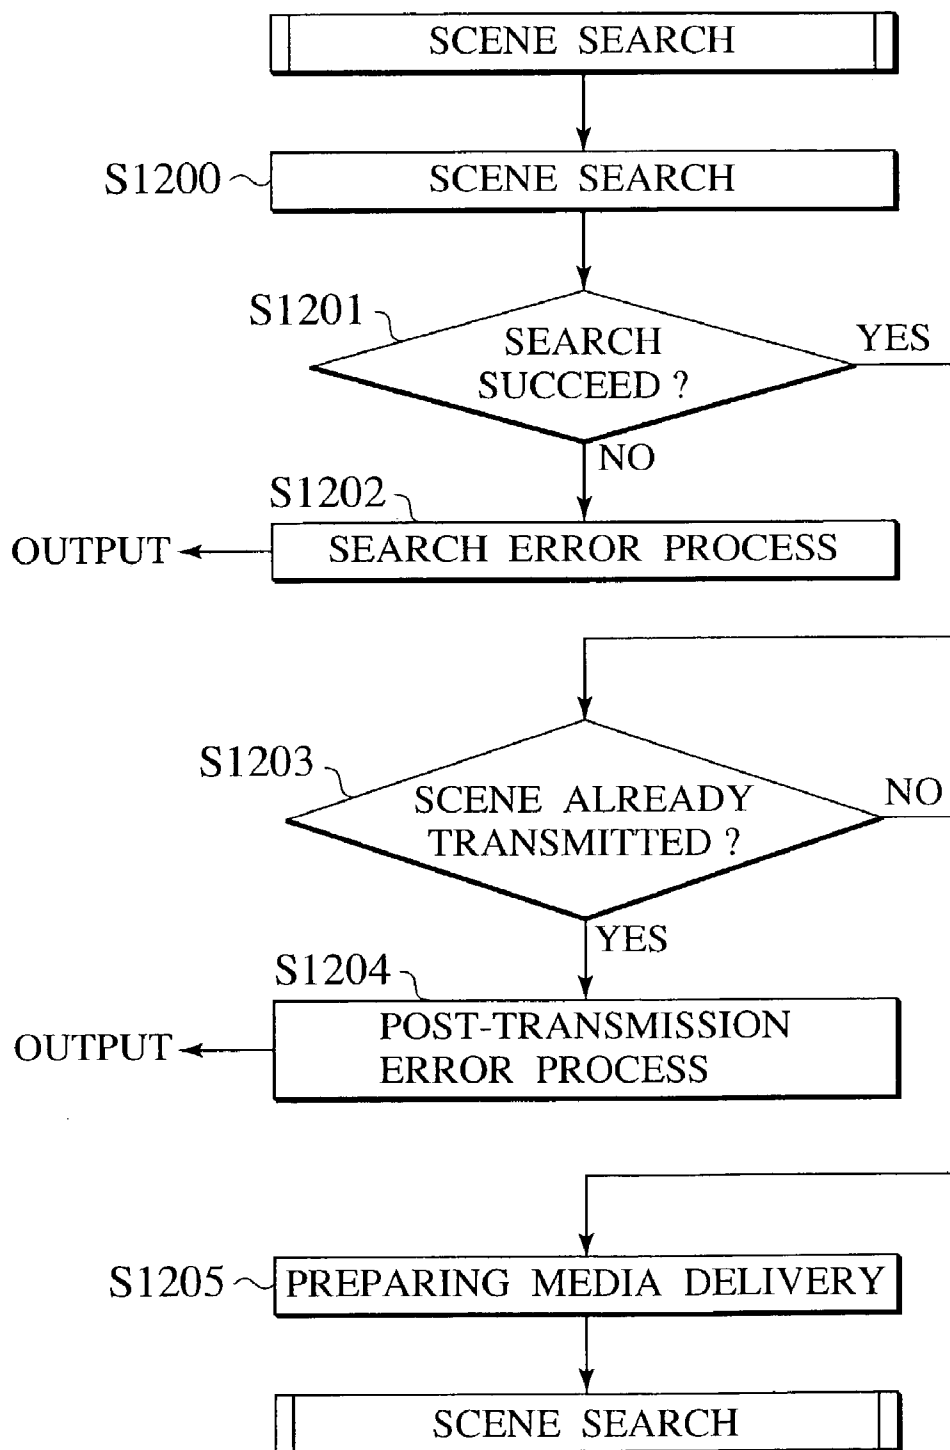 SCENE SEARCH
S1200
SCENE SEARCH
S1201
SEARCH
SUCCEED ?
YES
NO
S1202
OUTPUT
SEARCH ERROR PROCESS
S1203
SCENE ALREADY
TRANSMITTED ?
NO
YES
S1204
OUTPUT
POST-TRANSMISSION
ERROR PROCESS
S1205
PREPARING MEDIA DELIVERY
SCENE SEARCH